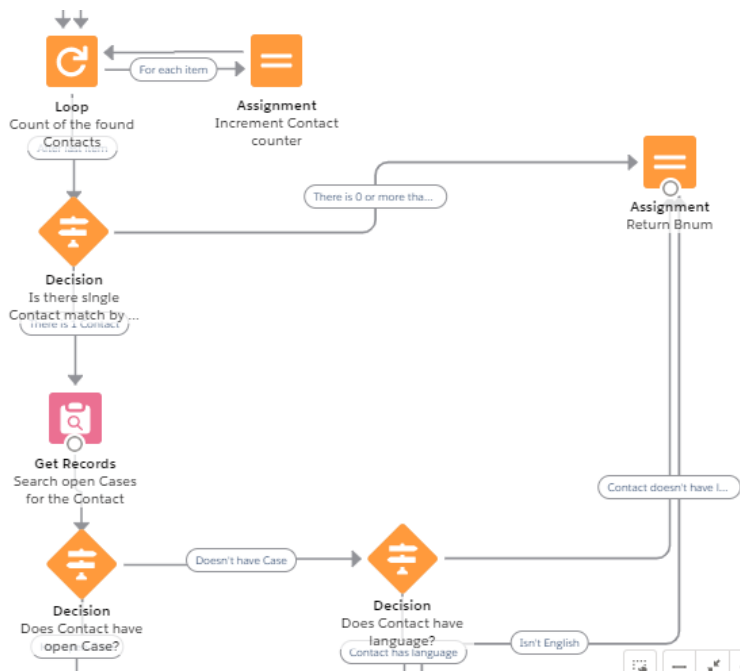 For each item
Loop
Count of the found
Contacts
Assignment
Increment Contact
counter
After last item
There is 0 or more tha...
Assignment
Return Bnum
Decision
Is there single
Contact match by ...
There is 1 Contact
Get Records
Search open Cases
for the Contact
Contact doesn't have l...
Doesn't have Case
Decision
Does Contact have
open Case?
Decision
Does Contact have
language?
Contact has language
Isn't English